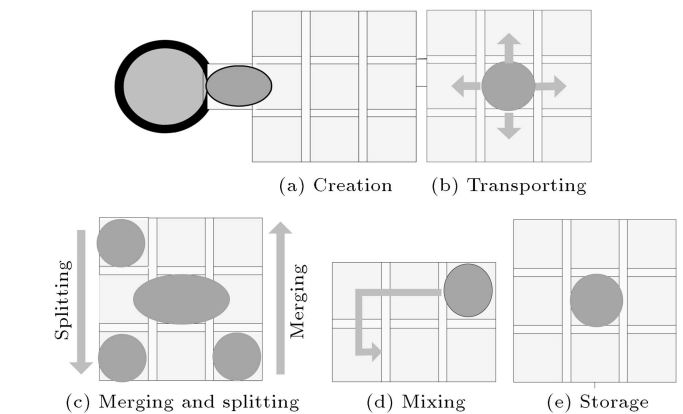 (a) Creation
(b) Transporting
Splitting
Merging
(c) Merging and splitting
(d) Mixing
(e) Storage